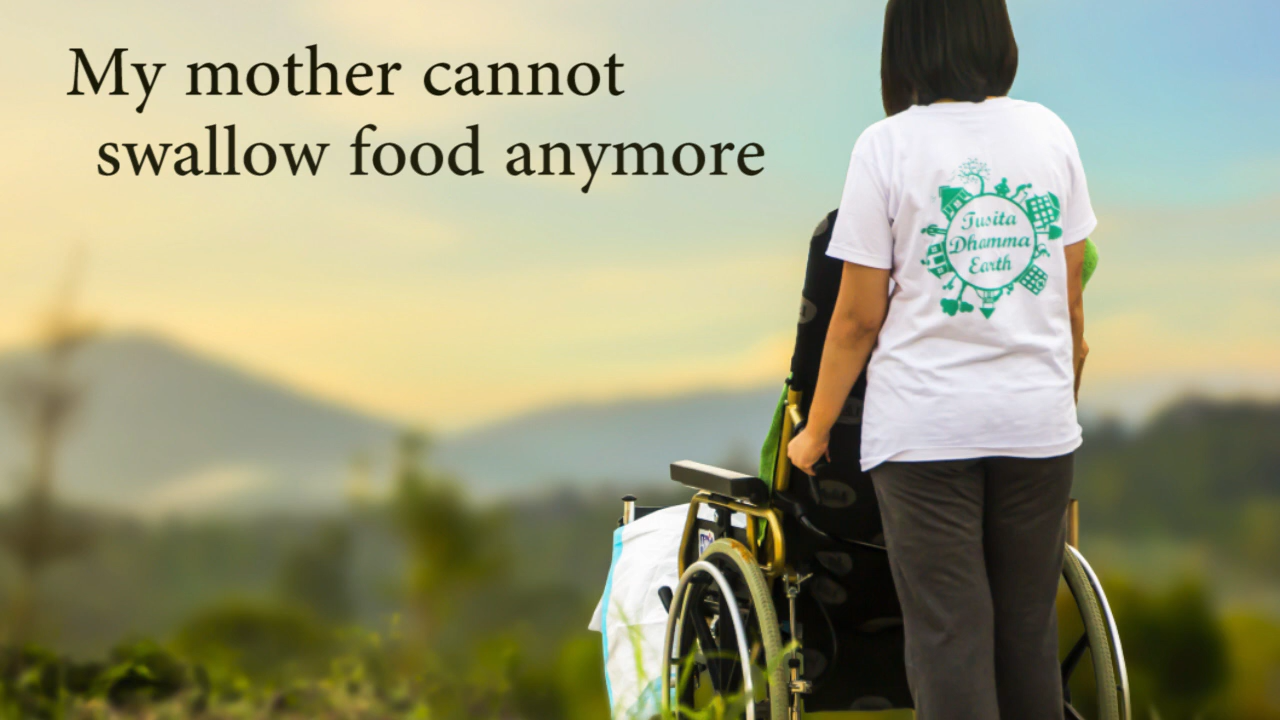 My mother cannot
swallow food anymore
Tusita
Dhamma
Earth